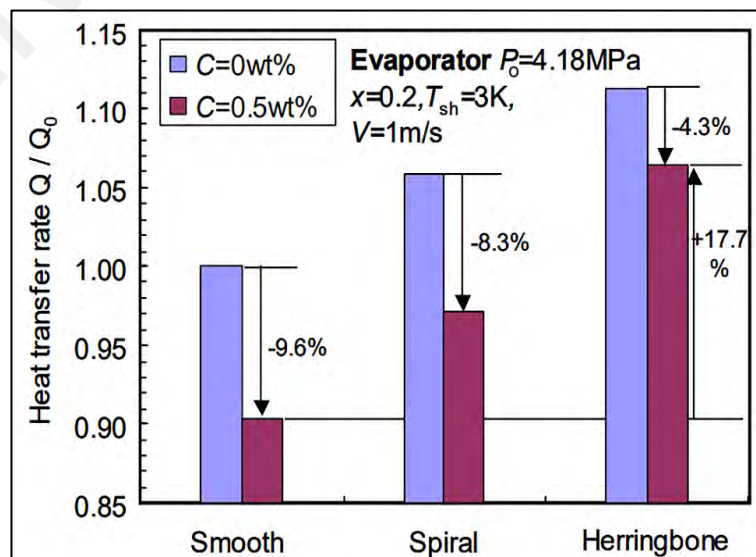 1.15
1.10
1.05
1.00
0.95
0.90
0.85
Heat transfer rate Q / Q₀
C=0wt%
C=0.5wt%
Evaporator Pₒ=4.18MPa
x=0.2,Tsh=3K,
V=1m/s
-9.6%
-8.3%
-4.3%
+17.7
%
Smooth
Spiral
Herringbone